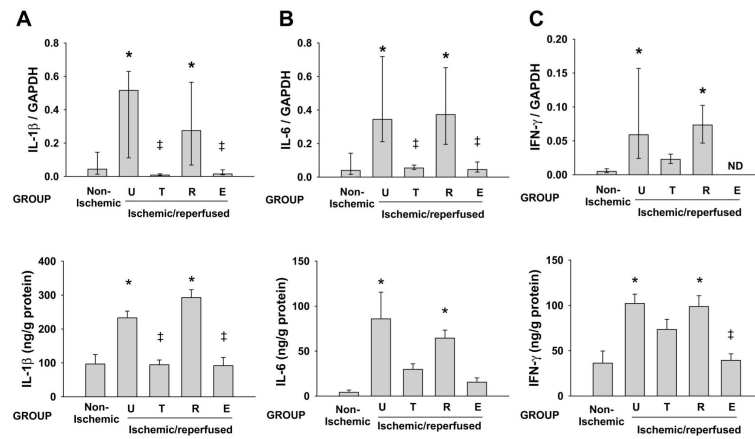 A
IL-1β / GAPDH
0.8
0.6
0.4
0.2
0.0
*
*
‡
‡
GROUP
Non-
Ischemic
U T R E
Ischemic/reperfused
B
IL-6 / GAPDH
0.8
0.6
0.4
0.2
0.0
*
*
‡
‡
GROUP
Non-
Ischemic
U T R E
Ischemic/reperfused
C
IFN-γ / GAPDH
0.20
0.15
0.10
0.05
0.00
*
*
ND
GROUP
Non-
Ischemic
U T R E
Ischemic/reperfused
IL-1β (ng/g protein)
400
300
200
100
0
*
*
‡
‡
GROUP
Non-
Ischemic
U T R E
Ischemic/reperfused
IL-6 (ng/g protein)
150
100
50
0
*
*
GROUP
Non-
Ischemic
U T R E
Ischemic/reperfused
IFN-γ (ng/g protein)
150
100
50
0
*
*
‡
GROUP
Non-
Ischemic
U T R E
Ischemic/reperfused